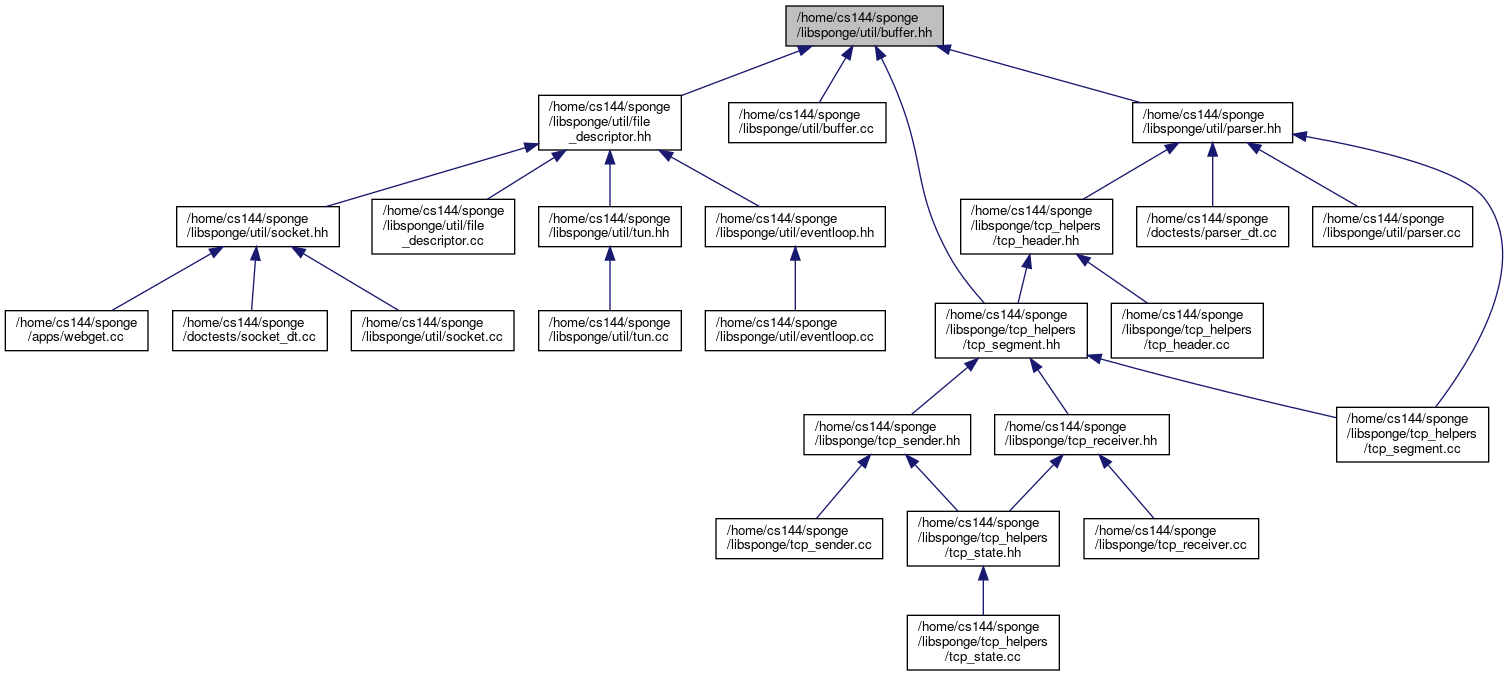 /home/cs144/sponge
/libsponge/util/buffer.hh
/home/cs144/sponge
/libsponge/util/file
_descriptor.hh
/home/cs144/sponge
/libsponge/util/buffer.cc
/home/cs144/sponge
/libsponge/util/parser.hh
/home/cs144/sponge
/libsponge/util/socket.hh
/home/cs144/sponge
/libsponge/util/file
_descriptor.cc
/home/cs144/sponge
/libsponge/util/tun.hh
/home/cs144/sponge
/libsponge/util/eventloop.hh
/home/cs144/sponge
/libsponge/tcp_helpers
/tcp_header.hh
/home/cs144/sponge
/doctests/parser_dt.cc
/home/cs144/sponge
/libsponge/util/parser.cc
/home/cs144/sponge
/apps/webget.cc
/home/cs144/sponge
/doctests/socket_dt.cc
/home/cs144/sponge
/libsponge/util/socket.cc
/home/cs144/sponge
/libsponge/util/tun.cc
/home/cs144/sponge
/libsponge/util/eventloop.cc
/home/cs144/sponge
/libsponge/tcp_helpers
/tcp_segment.hh
/home/cs144/sponge
/libsponge/tcp_helpers
/tcp_header.cc
/home/cs144/sponge
/libsponge/tcp_sender.hh
/home/cs144/sponge
/libsponge/tcp_receiver.hh
/home/cs144/sponge
/libsponge/tcp_helpers
/tcp_segment.cc
/home/cs144/sponge
/libsponge/tcp_sender.cc
/home/cs144/sponge
/libsponge/tcp_helpers
/tcp_state.hh
/home/cs144/sponge
/libsponge/tcp_receiver.cc
/home/cs144/sponge
/libsponge/tcp_helpers
/tcp_state.cc